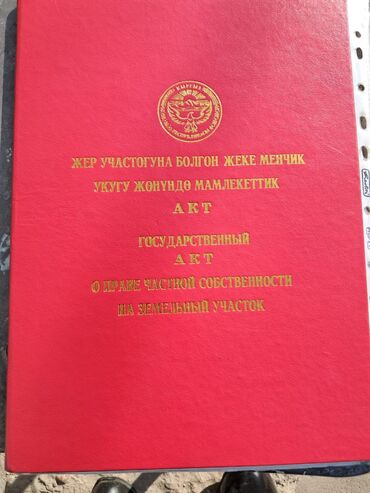 ЖЕР УЧАСТОГУНА БОЛГОН ЖЕКЕ МЕНЧИК
УКУГУ ЖӨНҮНДӨ МАМЛЕКЕТТИК
АКТ
ГОСУДАРСТВЕННЫЙ
АКТ
О ПРАВЕ ЧАСТНОЙ СОБСТВЕННОСТИ
НА ЗЕМЕЛЬНЫЙ УЧАСТОК